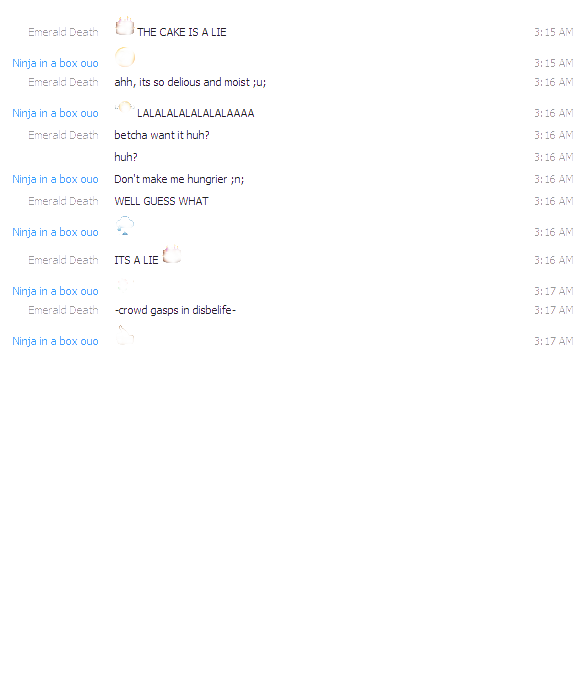 Emerald Death THE CAKE IS A LIE 3:15 AM
Ninja in a box ouo 3:15 AM
Emerald Death ahh, its so delious and moist ;u; 3:16 AM
Ninja in a box ouo LALALALALALALALAAAA 3:16 AM
Emerald Death betcha want it huh? 3:16 AM
huh? 3:16 AM
Ninja in a box ouo Don't make me hungrier ;n; 3:16 AM
Emerald Death WELL GUESS WHAT 3:16 AM
Ninja in a box ouo 3:16 AM
Emerald Death ITS A LIE 3:16 AM
Ninja in a box ouo 3:17 AM
Emerald Death -crowd gasps in disbelife- 3:17 AM
Ninja in a box ouo 3:17 AM